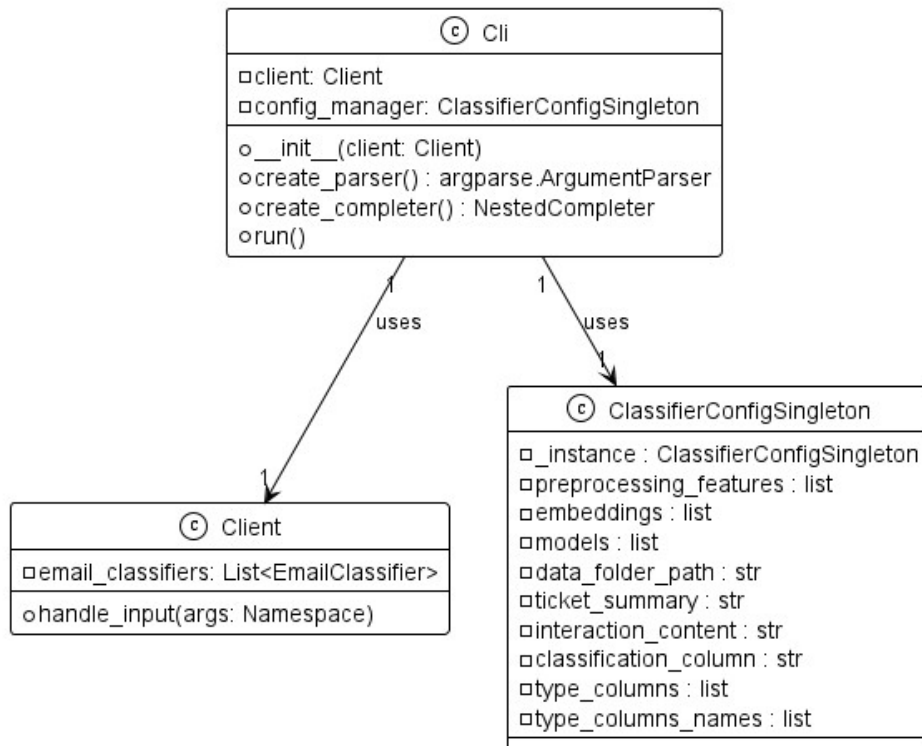 C Cli
client: Client
config_manager: ClassifierConfigSingleton
__init__(client: Client)
create_parser() : argparse.ArgumentParser
create_completer() : NestedCompleter
run()
1
1
uses
uses
1
1
C ClassifierConfigSingleton
_instance : ClassifierConfigSingleton
preprocessing_features : list
embeddings : list
models : list
data_folder_path : str
ticket_summary : str
interaction_content : str
classification_column : str
type_columns : list
type_columns_names : list
C Client
email_classifiers: List<EmailClassifier>
handle_input(args: Namespace)